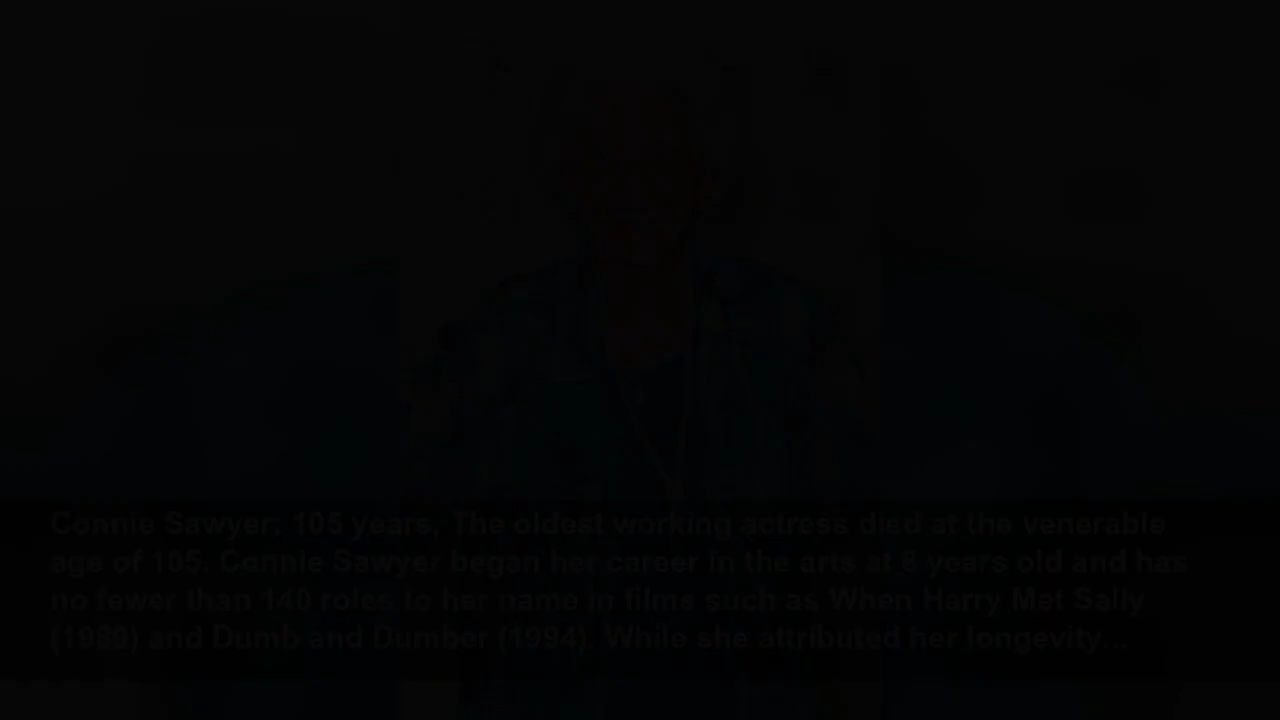 Connie Sawyer: 105 years. The oldest working actress died at the venerable
age of 105. Connie Sawyer began her career in the arts at 8 years old and has
no fewer than 140 roles to her name in films such as When Harry Met Sally
(1989) and Dumb and Dumber (1994). While she attributed her longevity...